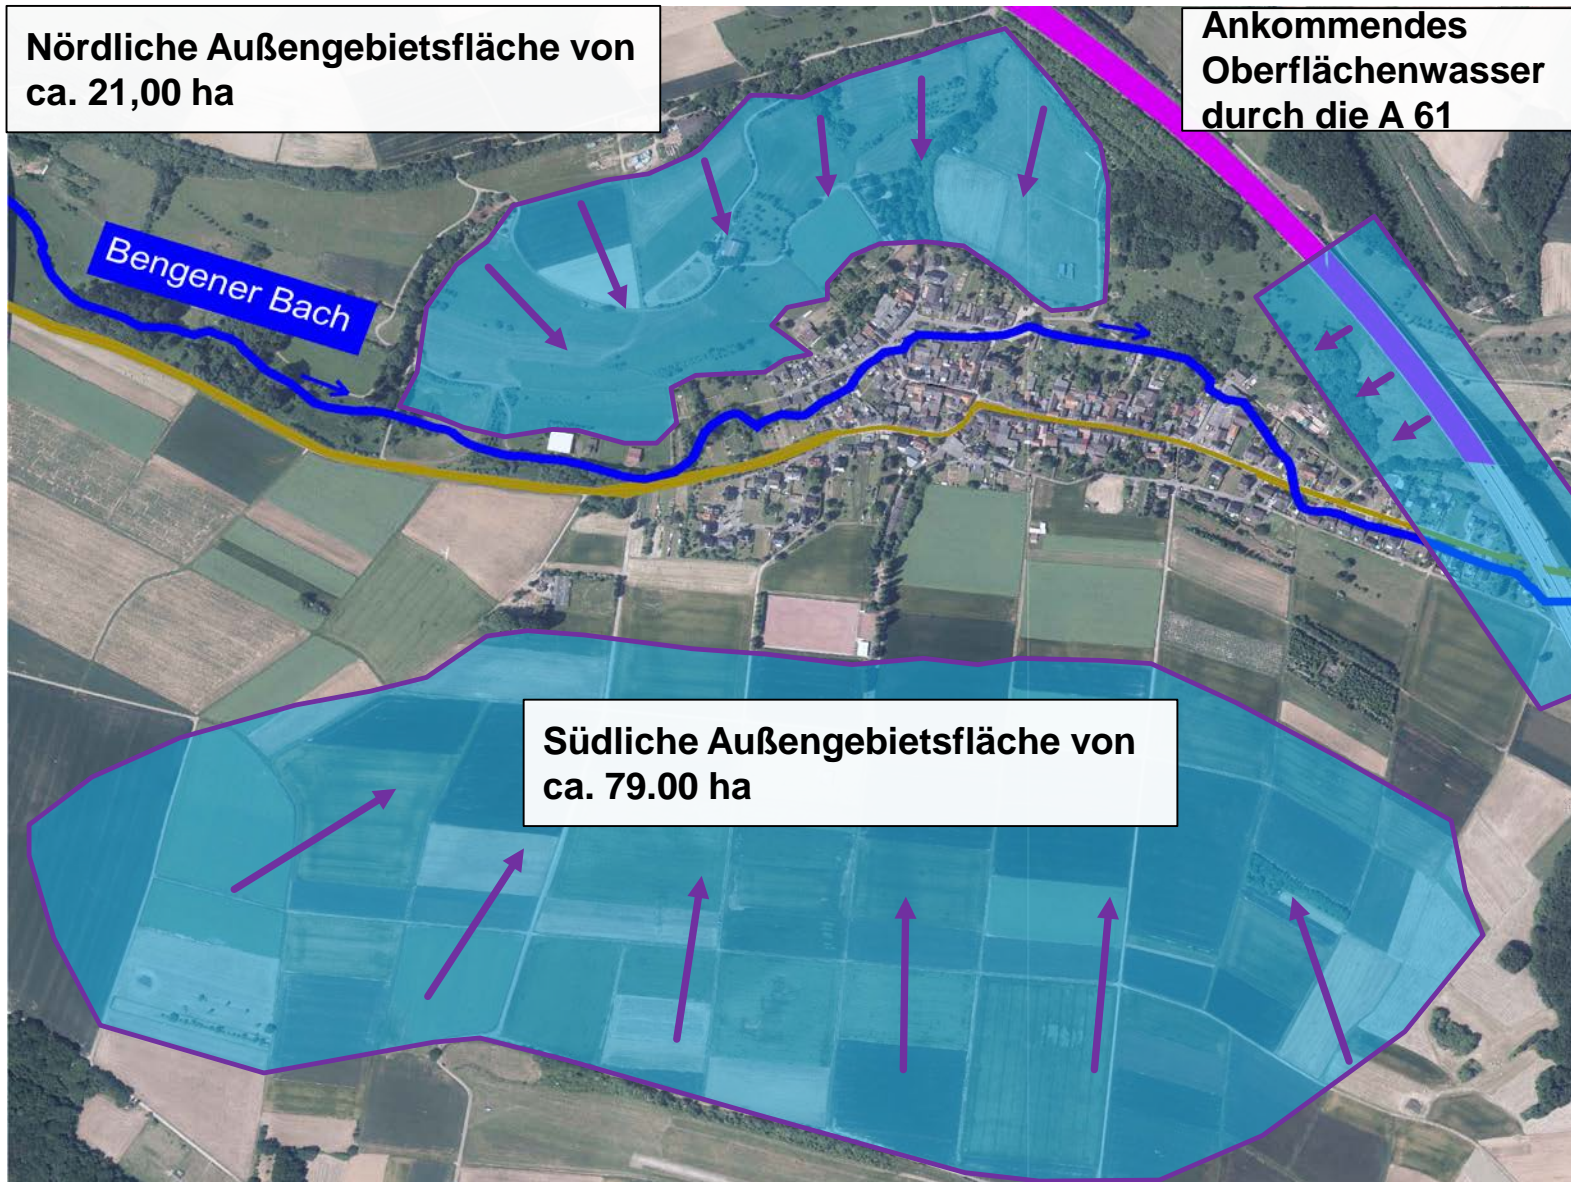 Nördliche Außengebietsfläche von
ca. 21,00 ha
Ankommendes
Oberflächenwasser
durch die A 61
Bengener Bach
Südliche Außengebietsfläche von
ca. 79.00 ha